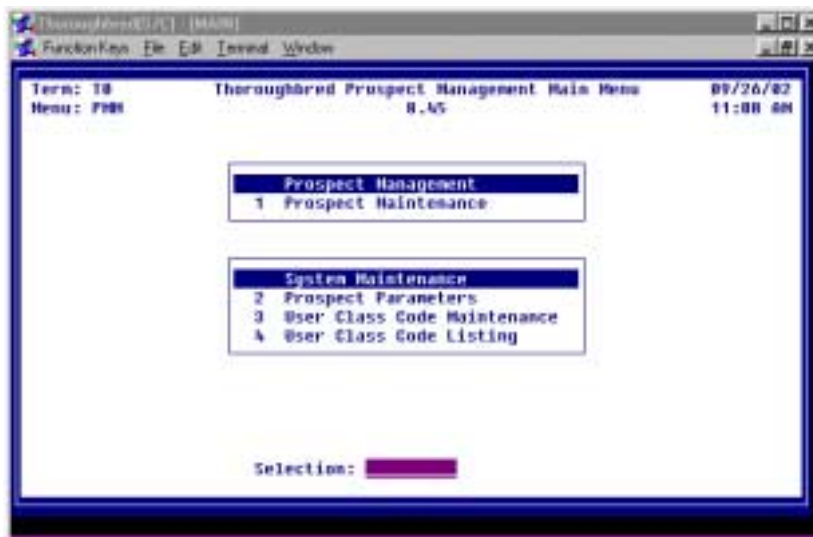 Thoroughbred[S/C] - [MAIN]
Function Keys File Edit Terminal Window
Term: T0 Thoroughbred Prospect Management Main Menu 09/26/02
Menu: PMM 8.45 11:08 AM
Prospect Management
1 Prospect Maintenance
System Maintenance
2 Prospect Parameters
3 User Class Code Maintenance
4 User Class Code Listing
Selection: